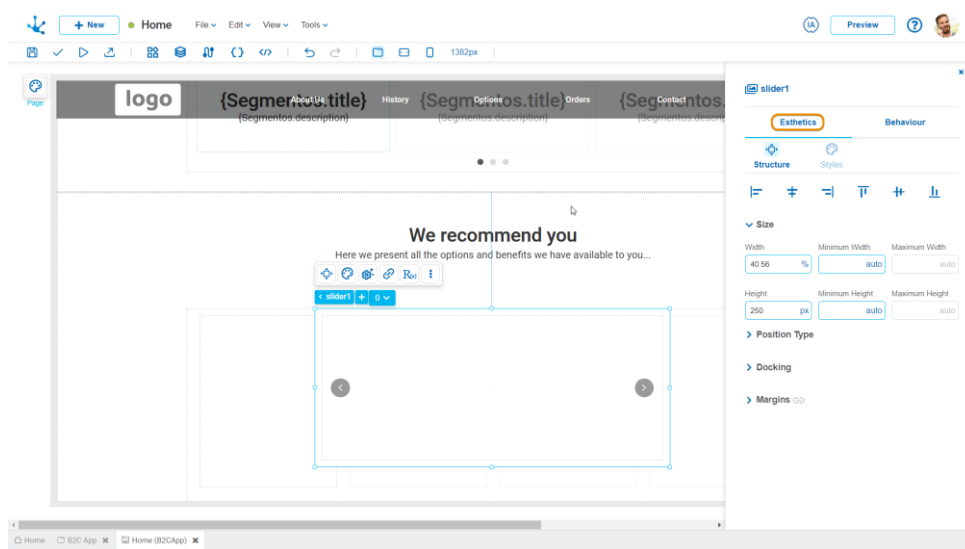 + New
Home
File
Edit
View
Tools
IA
Preview
?
1382px
Page
logo
About Us
History
Options
Orders
Contact
{Segmentos.title}
{Segmentos.title}
{Segmentos.
{Segmentos.description}
{Segmentos.description}
{Segmentos.descri
We recommend you
Here we present all the options and benefits we have available to you...
slider1
+
0
slider1
Esthetics
Behaviour
Structure
Styles
Size
Width
Minimum Width
Maximum Width
40.56 %
auto
auto
Height
Minimum Height
Maximum Height
250 px
auto
auto
Position Type
Docking
Margins
Home
B2C App
Home (B2CApp)